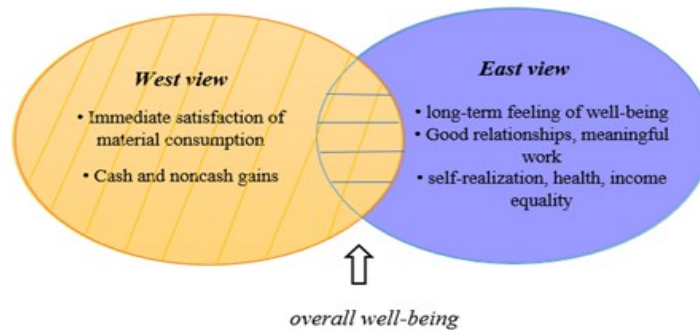 West view
• Immediate satisfaction of
material consumption
• Cash and noncash gains
East view
• long-term feeling of well-being
• Good relationships, meaningful
work
• self-realization, health, income
equality
overall well-being